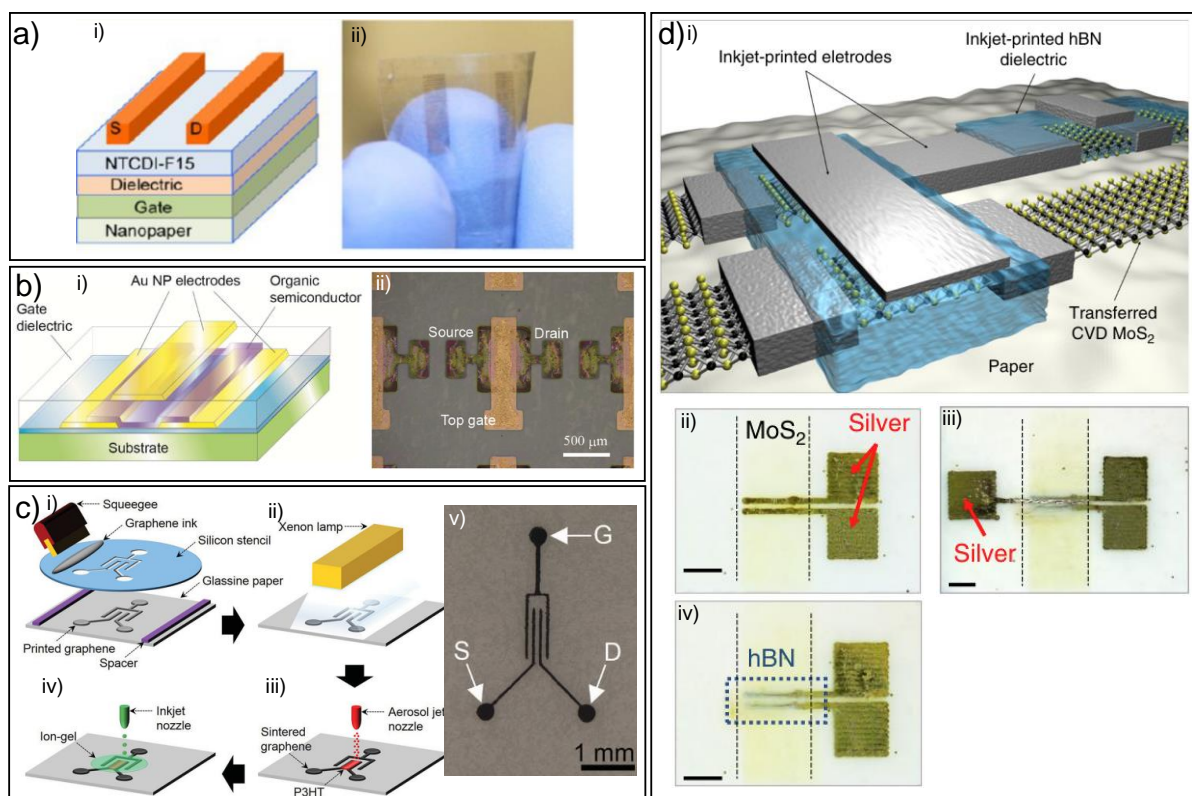 a)
i)
ii)
S
D
NTCDI-F15
Dielectric
Gate
Nanopaper
b)
i)
Au NP electrodes
Organic
semiconductor
Gate
dielectric
Substrate
ii)
Source
Drain
Top gate
500 μm
c)
i)
Squeegee
Graphene ink
Silicon stencil
Glassine paper
Printed graphene
Spacer
ii)
Xenon lamp
iv)
Inkjet
nozzle
Ion-gel
iii)
Aerosol jet
nozzle
Sintered
graphene
P3HT
v)
G
S
D
1 mm
d)
i)
Inkjet-printed eletrodes
Inkjet-printed hBN
dielectric
Transferred
CVD MoS2
Paper
ii)
MoS2
Silver
iii)
Silver
iv)
hBN